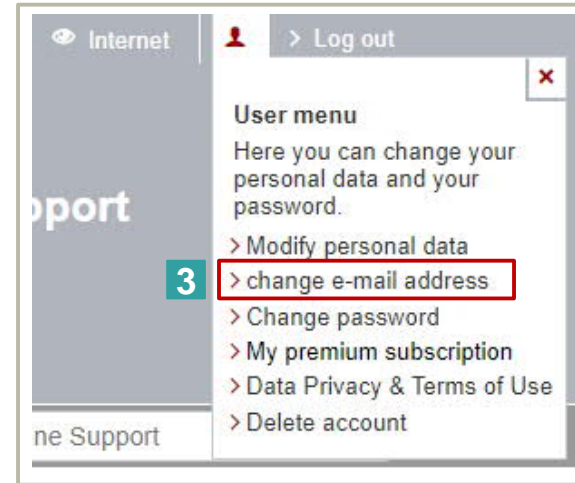 Internet
> Log out
×
User menu
Here you can change your
personal data and your
password.
pport
> Modify personal data
3
> change e-mail address
> Change password
> My premium subscription
> Data Privacy & Terms of Use
> Delete account
ne Support